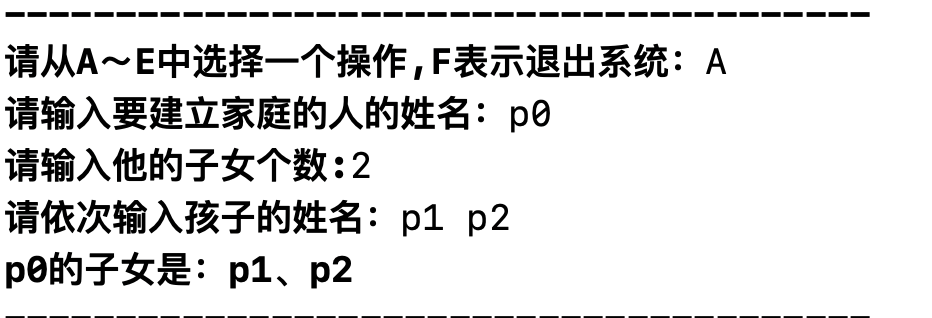 ----------------------------------------
请从A～E中选择一个操作,F表示退出系统：A
请输入要建立家庭的人的姓名：p0
请输入他的子女个数:2
请依次输入孩子的姓名：p1 p2
p0的子女是：p1、p2
----------------------------------------